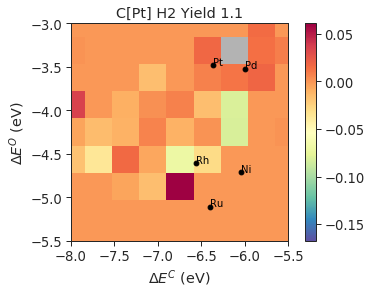 C[Pt] H2 Yield 1.1
ΔE^O (eV)
−3.0
−3.5
−4.0
−4.5
−5.0
−5.5
Pt
Pd
Rh
Ni
Ru
−8.0 −7.5 −7.0 −6.5 −6.0 −5.5
ΔE^C (eV)
0.05
0.00
−0.05
−0.10
−0.15